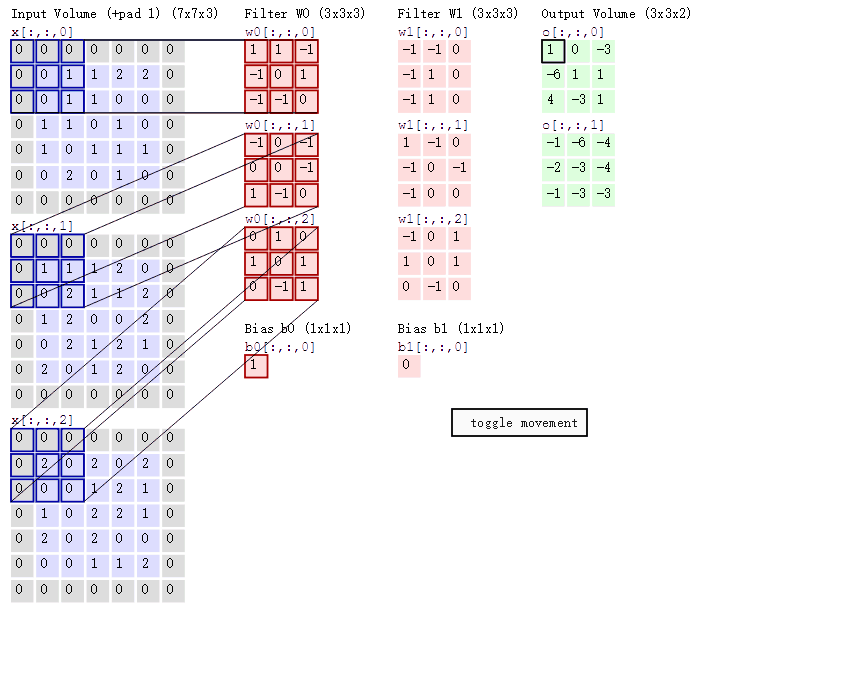 Input Volume (+pad 1) (7x7x3)
x[:,:,0]
0 0 0 0 0 0 0
0 0 1 1 2 2 0
0 0 1 1 0 0 0
0 1 1 0 1 0 0
0 1 0 1 1 1 0
0 0 2 0 1 0 0
0 0 0 0 0 0 0
x[:,:,1]
0 0 0 0 0 0 0
0 1 1 1 2 0 0
0 0 2 1 1 2 0
0 1 2 0 0 2 0
0 0 2 1 2 1 0
0 2 0 1 2 0 0
0 0 0 0 0 0 0
x[:,:,2]
0 0 0 0 0 0 0
0 2 0 2 0 2 0
0 0 0 1 2 1 0
0 1 0 2 2 1 0
0 2 0 2 0 0 0
0 0 0 1 1 2 0
0 0 0 0 0 0 0
Filter W0 (3x3x3)
w0[:,:,0]
1 1 -1
-1 0 1
-1 -1 0
w0[:,:,1]
-1 0 -1
0 0 -1
1 -1 0
w0[:,:,2]
0 1 0
1 0 1
0 -1 1
Bias b0 (1x1x1)
b0[:,:,0]
1
Filter W1 (3x3x3)
w1[:,:,0]
-1 -1 0
-1 1 0
-1 1 0
w1[:,:,1]
1 -1 0
-1 0 -1
-1 0 0
w1[:,:,2]
-1 0 1
1 0 1
0 -1 0
Bias b1 (1x1x1)
b1[:,:,0]
0
Output Volume (3x3x2)
o[:,:,0]
1 0 -3
-6 1 1
4 -3 1
o[:,:,1]
-1 -6 -4
-2 -3 -4
-1 -3 -3
toggle movement